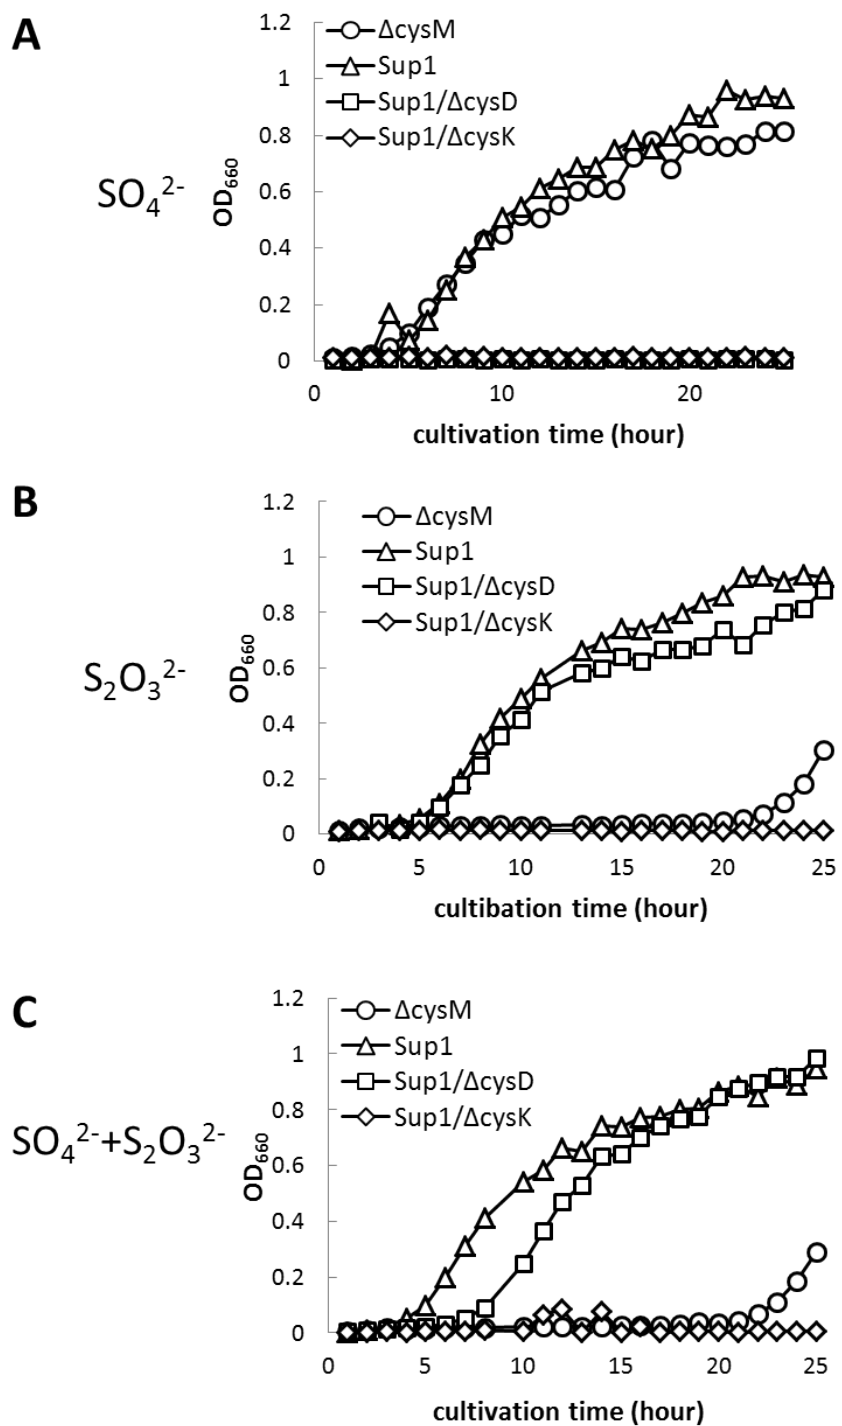 A
SO₄²⁻
OD₆₆₀
1.2
1
0.8
0.6
0.4
0.2
0
ΔcysM
Sup1
Sup1/ΔcysD
Sup1/ΔcysK
0 10 20
cultivation time (hour)
B
S₂O₃²⁻
OD₆₆₀
1.2
1
0.8
0.6
0.4
0.2
0
ΔcysM
Sup1
Sup1/ΔcysD
Sup1/ΔcysK
0 5 10 15 20 25
cultibation time (hour)
C
SO₄²⁻+S₂O₃²⁻
OD₆₆₀
1.2
1
0.8
0.6
0.4
0.2
0
ΔcysM
Sup1
Sup1/ΔcysD
Sup1/ΔcysK
0 5 10 15 20 25
cultivation time (hour)